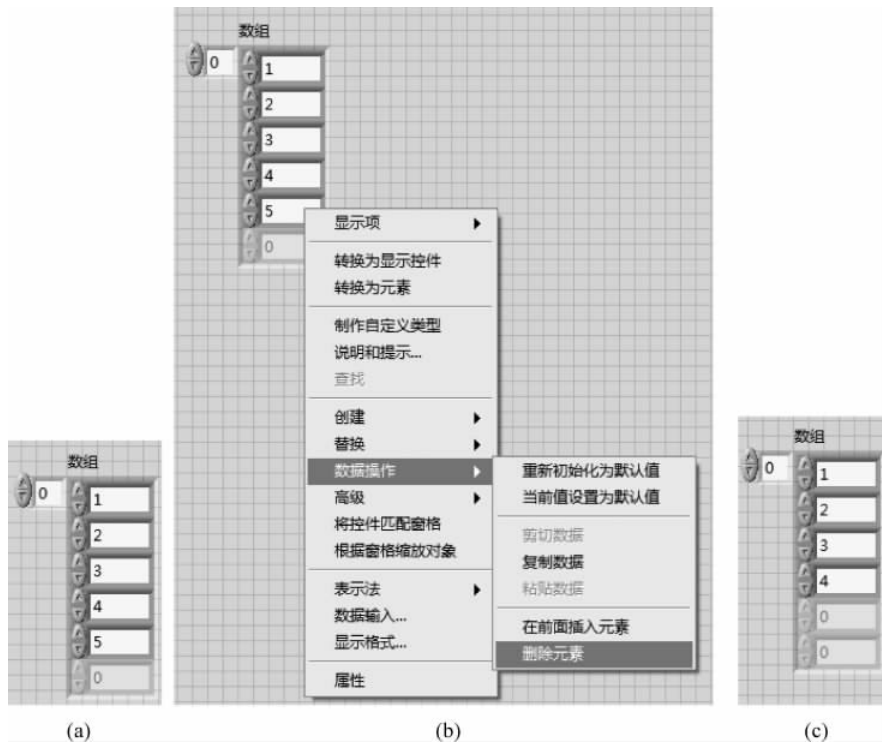 数组
0
1
2
3
4
5
0
(a)
数组
0
1
2
3
4
5
0
显示项
转换为显示控件
转换为元素
制作自定义类型
说明和提示...
查找
创建
替换
数据操作
高级
将控件匹配窗格
根据窗格缩放对象
表示法
数据输入...
显示格式...
属性
重新初始化为默认值
当前值设置为默认值
剪切数据
复制数据
粘贴数据
在前面插入元素
删除元素
(b)
数组
0
1
2
3
4
0
0
(c)